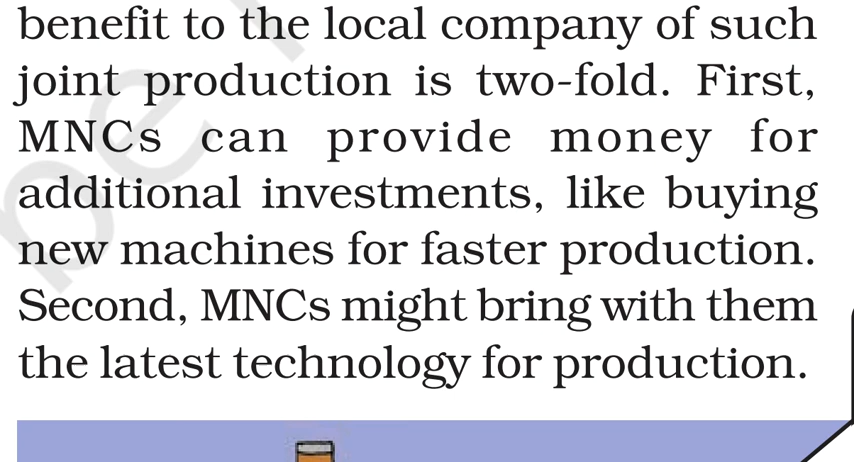 benefit to the local company of such
joint production is two-fold. First,
MNCs can provide money for
additional investments, like buying
new machines for faster production.
Second, MNCs might bring with them
the latest technology for production.